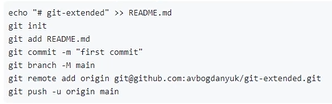 echo "# git-extended" >> README.md
git init
git add README.md
git commit -m "first commit"
git branch -M main
git remote add origin git@github.com:avbogdanyuk/git-extended.git
git push -u origin main